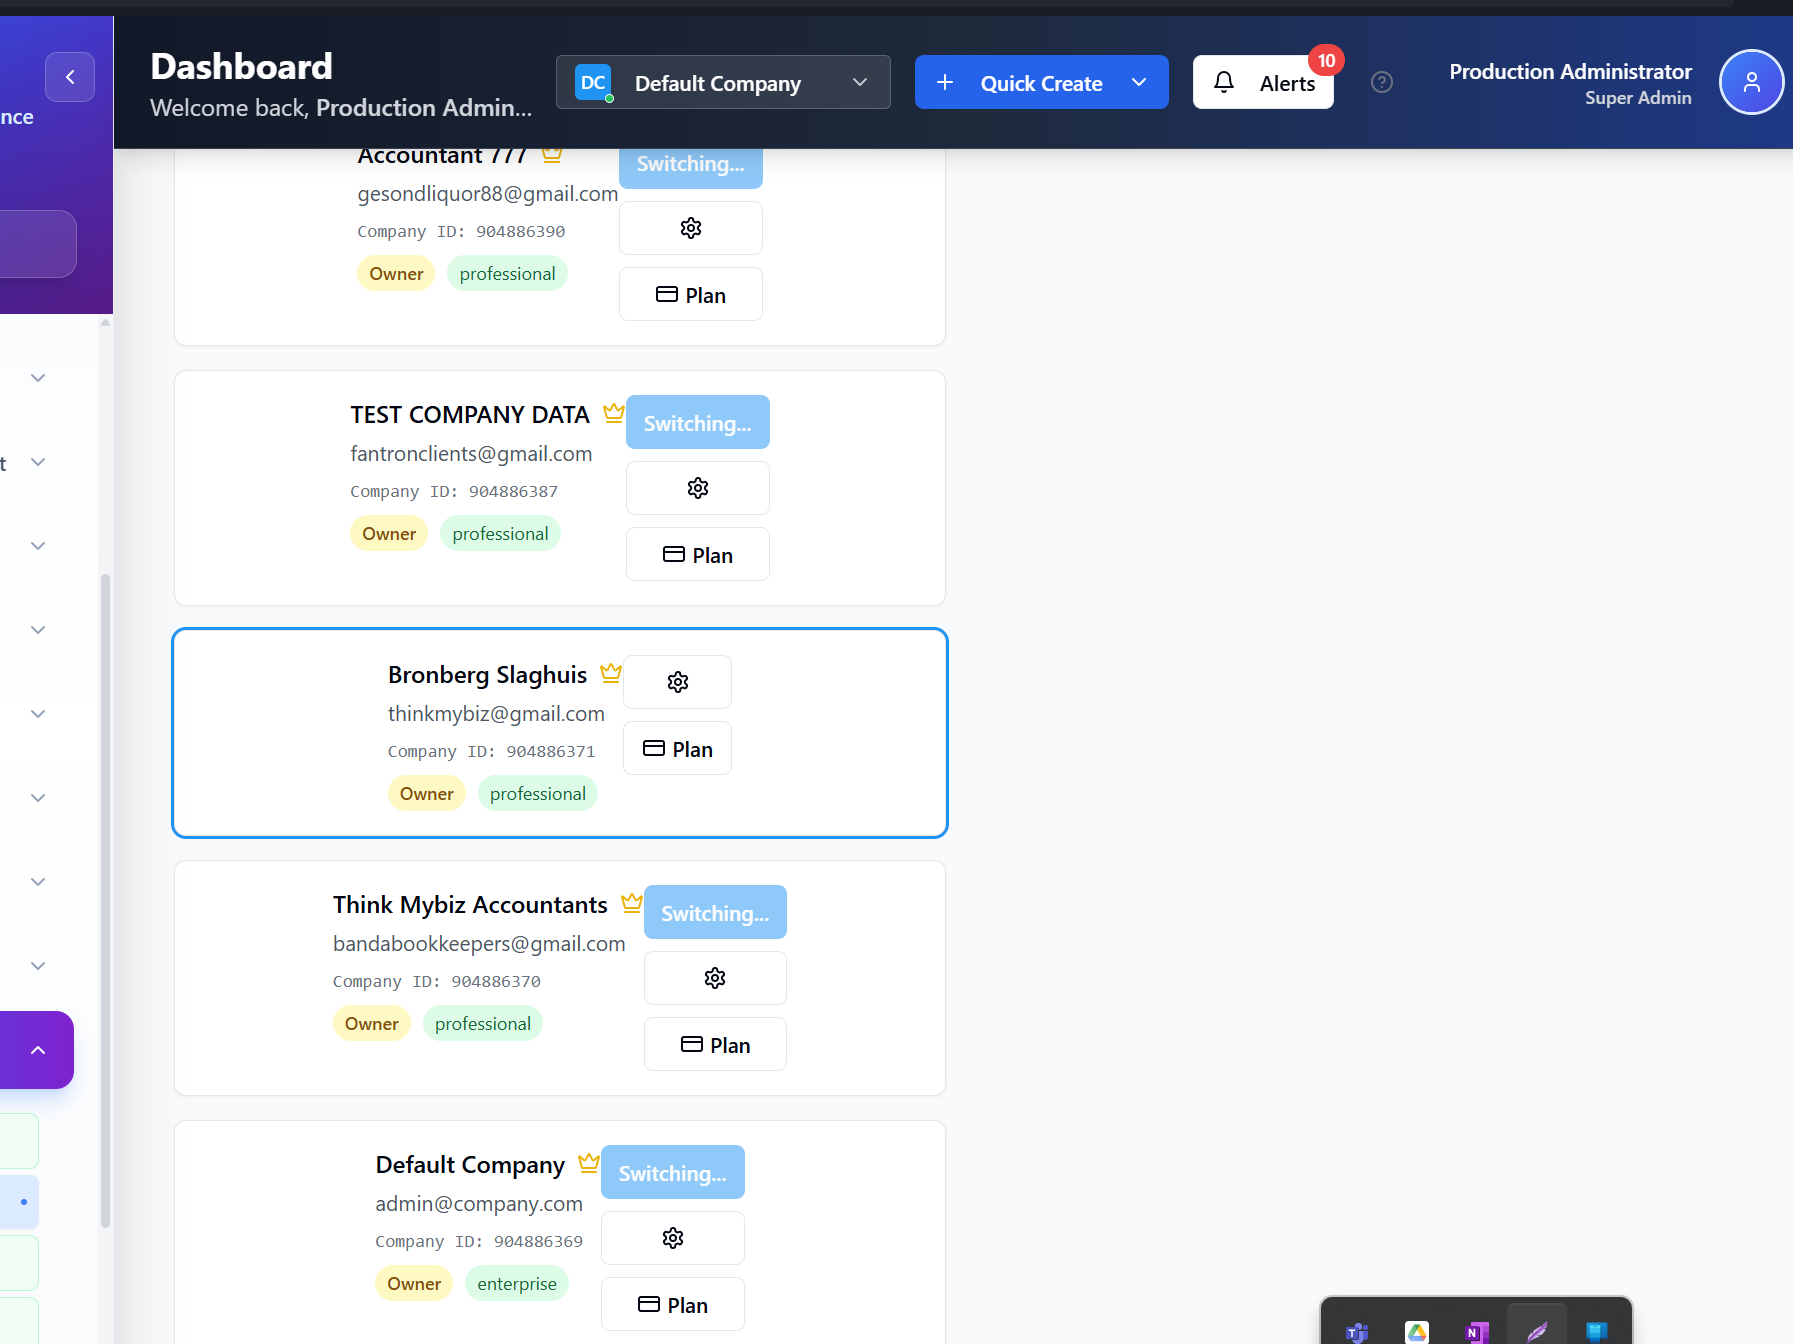 Dashboard
Welcome back, Production Admin...
DC
Default Company
Quick Create
Alerts
10
Production Administrator
Super Admin
nce
t
Accountant 777
Switching...
gesondliquor88@gmail.com
Company ID: 904886390
Owner
professional
Plan
TEST COMPANY DATA
Switching...
fantronclients@gmail.com
Company ID: 904886387
Owner
professional
Plan
Bronberg Slaghuis
thinkmybiz@gmail.com
Company ID: 904886371
Plan
Owner
professional
Think Mybiz Accountants
Switching...
bandabookkeepers@gmail.com
Company ID: 904886370
Owner
professional
Plan
Default Company
Switching...
admin@company.com
Company ID: 904886369
Owner
enterprise
Plan